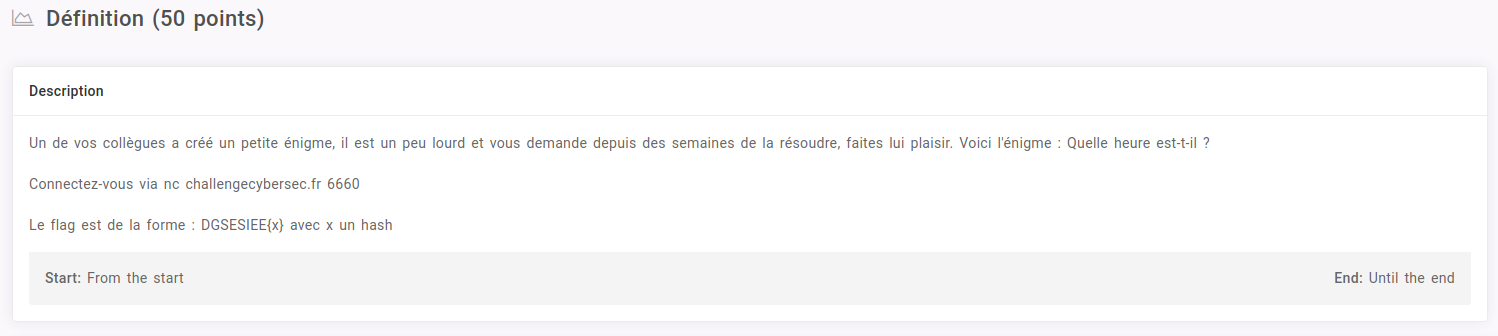 Définition (50 points)
Description
Un de vos collègues a créé un petite énigme, il est un peu lourd et vous demande depuis des semaines de la résoudre, faites lui plaisir. Voici l'énigme : Quelle heure est-t-il ?
Connectez-vous via nc challengecybersec.fr 6660
Le flag est de la forme : DGSESIEE{x} avec x un hash
Start: From the start End: Until the end